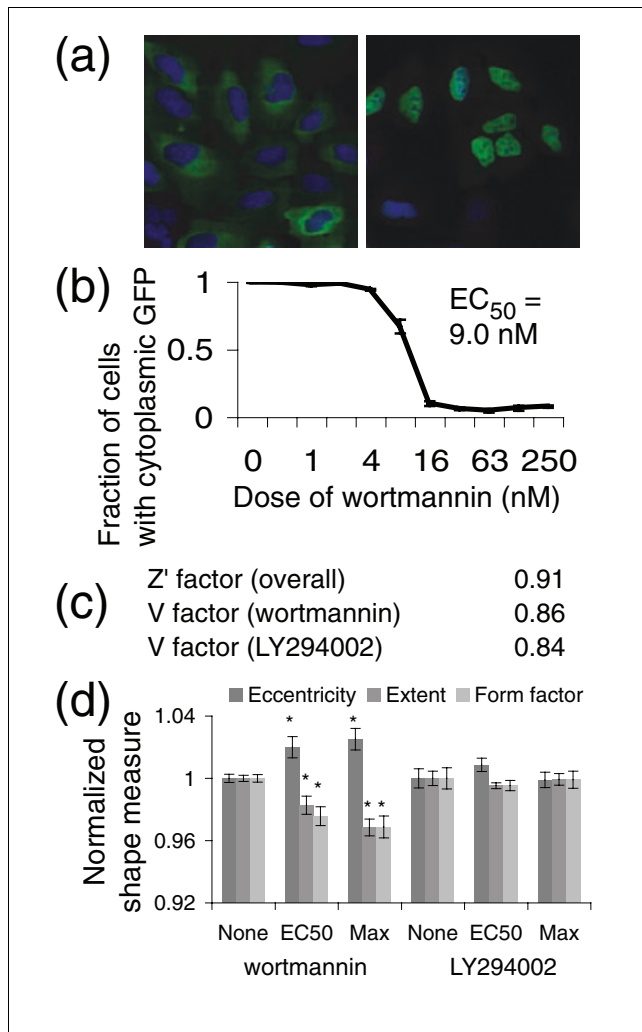 (a)
(b)
Fraction of cells
with cytoplasmic GFP
1
0.5
0
EC50 =
9.0 nM
0 1 4 16 63 250
Dose of wortmannin (nM)
(c)
Z' factor (overall) 0.91
V factor (wortmannin) 0.86
V factor (LY294002) 0.84
(d)
Eccentricity Extent Form factor
Normalized
shape measure
1.04
1
0.96
0.92
* * * * * *
None EC50 Max None EC50 Max
wortmannin LY294002